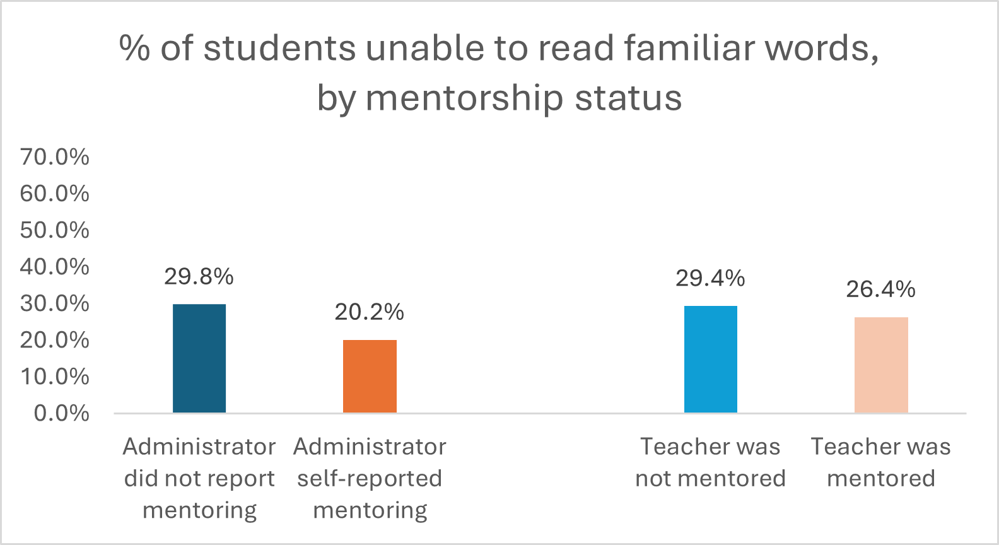 % of students unable to read familiar words,
by mentorship status
70.0%
60.0%
50.0%
40.0%
30.0%
20.0%
10.0%
0.0%
29.8%
20.2%
29.4%
26.4%
Administrator
did not report
mentoring
Administrator
self-reported
mentoring
Teacher was
not mentored
Teacher was
mentored